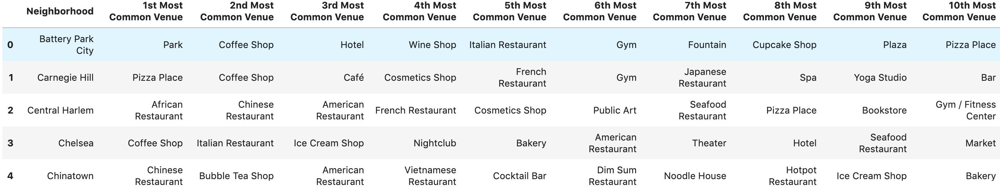 Neighborhood 1st Most Common Venue 2nd Most Common Venue 3rd Most Common Venue 4th Most Common Venue 5th Most Common Venue 6th Most Common Venue 7th Most Common Venue 8th Most Common Venue 9th Most Common Venue 10th Most Common Venue
0 Battery Park City Park Coffee Shop Hotel Wine Shop Italian Restaurant Gym Fountain Cupcake Shop Plaza Pizza Place
1 Carnegie Hill Pizza Place Coffee Shop Café Cosmetics Shop French Restaurant Gym Japanese Restaurant Spa Yoga Studio Bar
2 Central Harlem African Restaurant Chinese Restaurant American Restaurant French Restaurant Cosmetics Shop Public Art Seafood Restaurant Pizza Place Bookstore Gym / Fitness Center
3 Chelsea Coffee Shop Italian Restaurant Ice Cream Shop Nightclub Bakery American Restaurant Theater Hotel Seafood Restaurant Market
4 Chinatown Chinese Restaurant Bubble Tea Shop American Restaurant Vietnamese Restaurant Cocktail Bar Dim Sum Restaurant Noodle House Hotpot Restaurant Ice Cream Shop Bakery